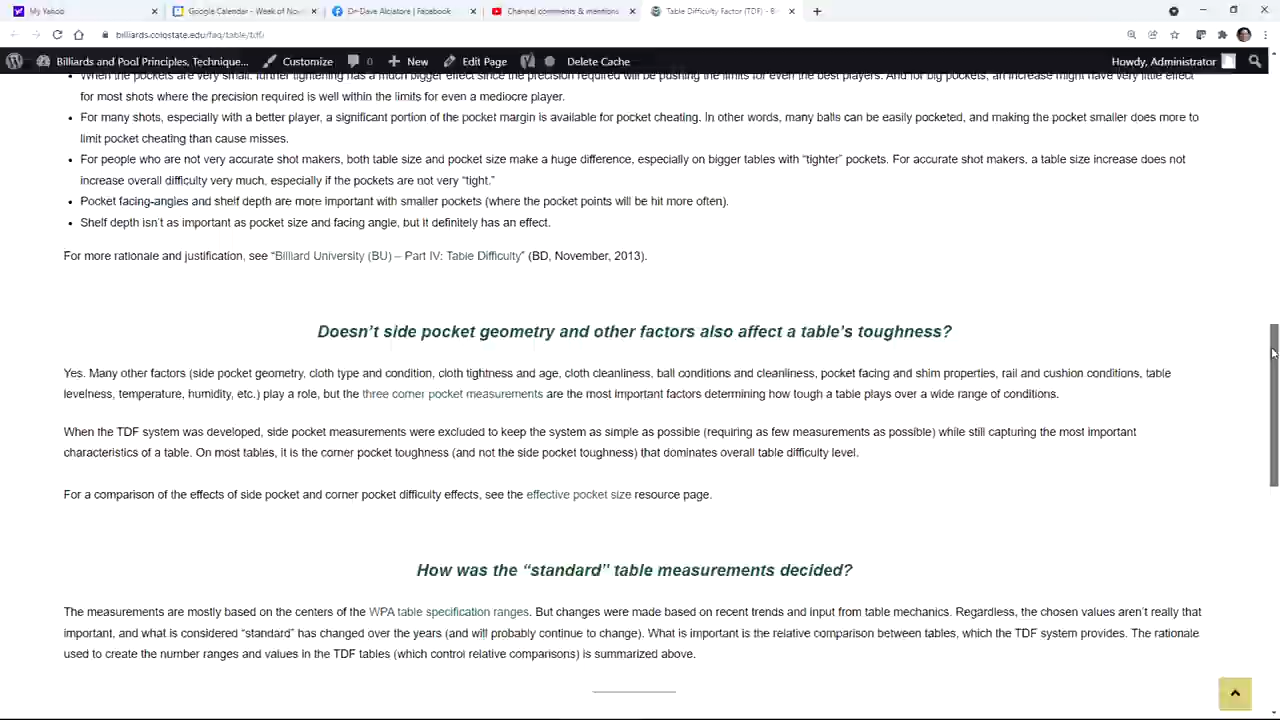 My Yahoo
Google Calendar - Week of Nov
Dr Dave Alciatore | Facebook
Channel comments & mentions
Table Difficulty Factor (TDF) - B
billiards.colostate.edu/faq/table/tdf/
Billiards and Pool Principles, Technique...
Customize
0
New
Edit Page
Delete Cache
Howdy, Administrator
When the pockets are very small, further tightening has a much bigger effect since the precision required will be pushing the limits for even the best players. And for big pockets, an increase might have very little effect
for most shots where the precision required is well within the limits for even a mediocre player.
For many shots, especially with a better player, a significant portion of the pocket margin is available for pocket cheating. In other words, many balls can be easily pocketed, and making the pocket smaller does more to
limit pocket cheating than cause misses.
For people who are not very accurate shot makers, both table size and pocket size make a huge difference, especially on bigger tables with “tighter” pockets. For accurate shot makers, a table size increase does not
increase overall difficulty very much, especially if the pockets are not very “tight.”
Pocket facing-angles and shelf depth are more important with smaller pockets (where the pocket points will be hit more often).
Shelf depth isn’t as important as pocket size and facing angle, but it definitely has an effect.
For more rationale and justification, see “Billiard University (BU) – Part IV: Table Difficulty” (BD, November, 2013).
Doesn’t side pocket geometry and other factors also affect a table’s toughness?
Yes. Many other factors (side pocket geometry, cloth type and condition, cloth tightness and age, cloth cleanliness, ball conditions and cleanliness, pocket facing and shim properties, rail and cushion conditions, table
levelness, temperature, humidity, etc.) play a role, but the three corner pocket measurements are the most important factors determining how tough a table plays over a wide range of conditions.
When the TDF system was developed, side pocket measurements were excluded to keep the system as simple as possible (requiring as few measurements as possible) while still capturing the most important
characteristics of a table. On most tables, it is the corner pocket toughness (and not the side pocket toughness) that dominates overall table difficulty level.
For a comparison of the effects of side pocket and corner pocket difficulty effects, see the effective pocket size resource page.
How was the “standard” table measurements decided?
The measurements are mostly based on the centers of the WPA table specification ranges. But changes were made based on recent trends and input from table mechanics. Regardless, the chosen values aren’t really that
important, and what is considered “standard” has changed over the years (and will probably continue to change). What is important is the relative comparison between tables, which the TDF system provides. The rationale
used to create the number ranges and values in the TDF tables (which control relative comparisons) is summarized above.